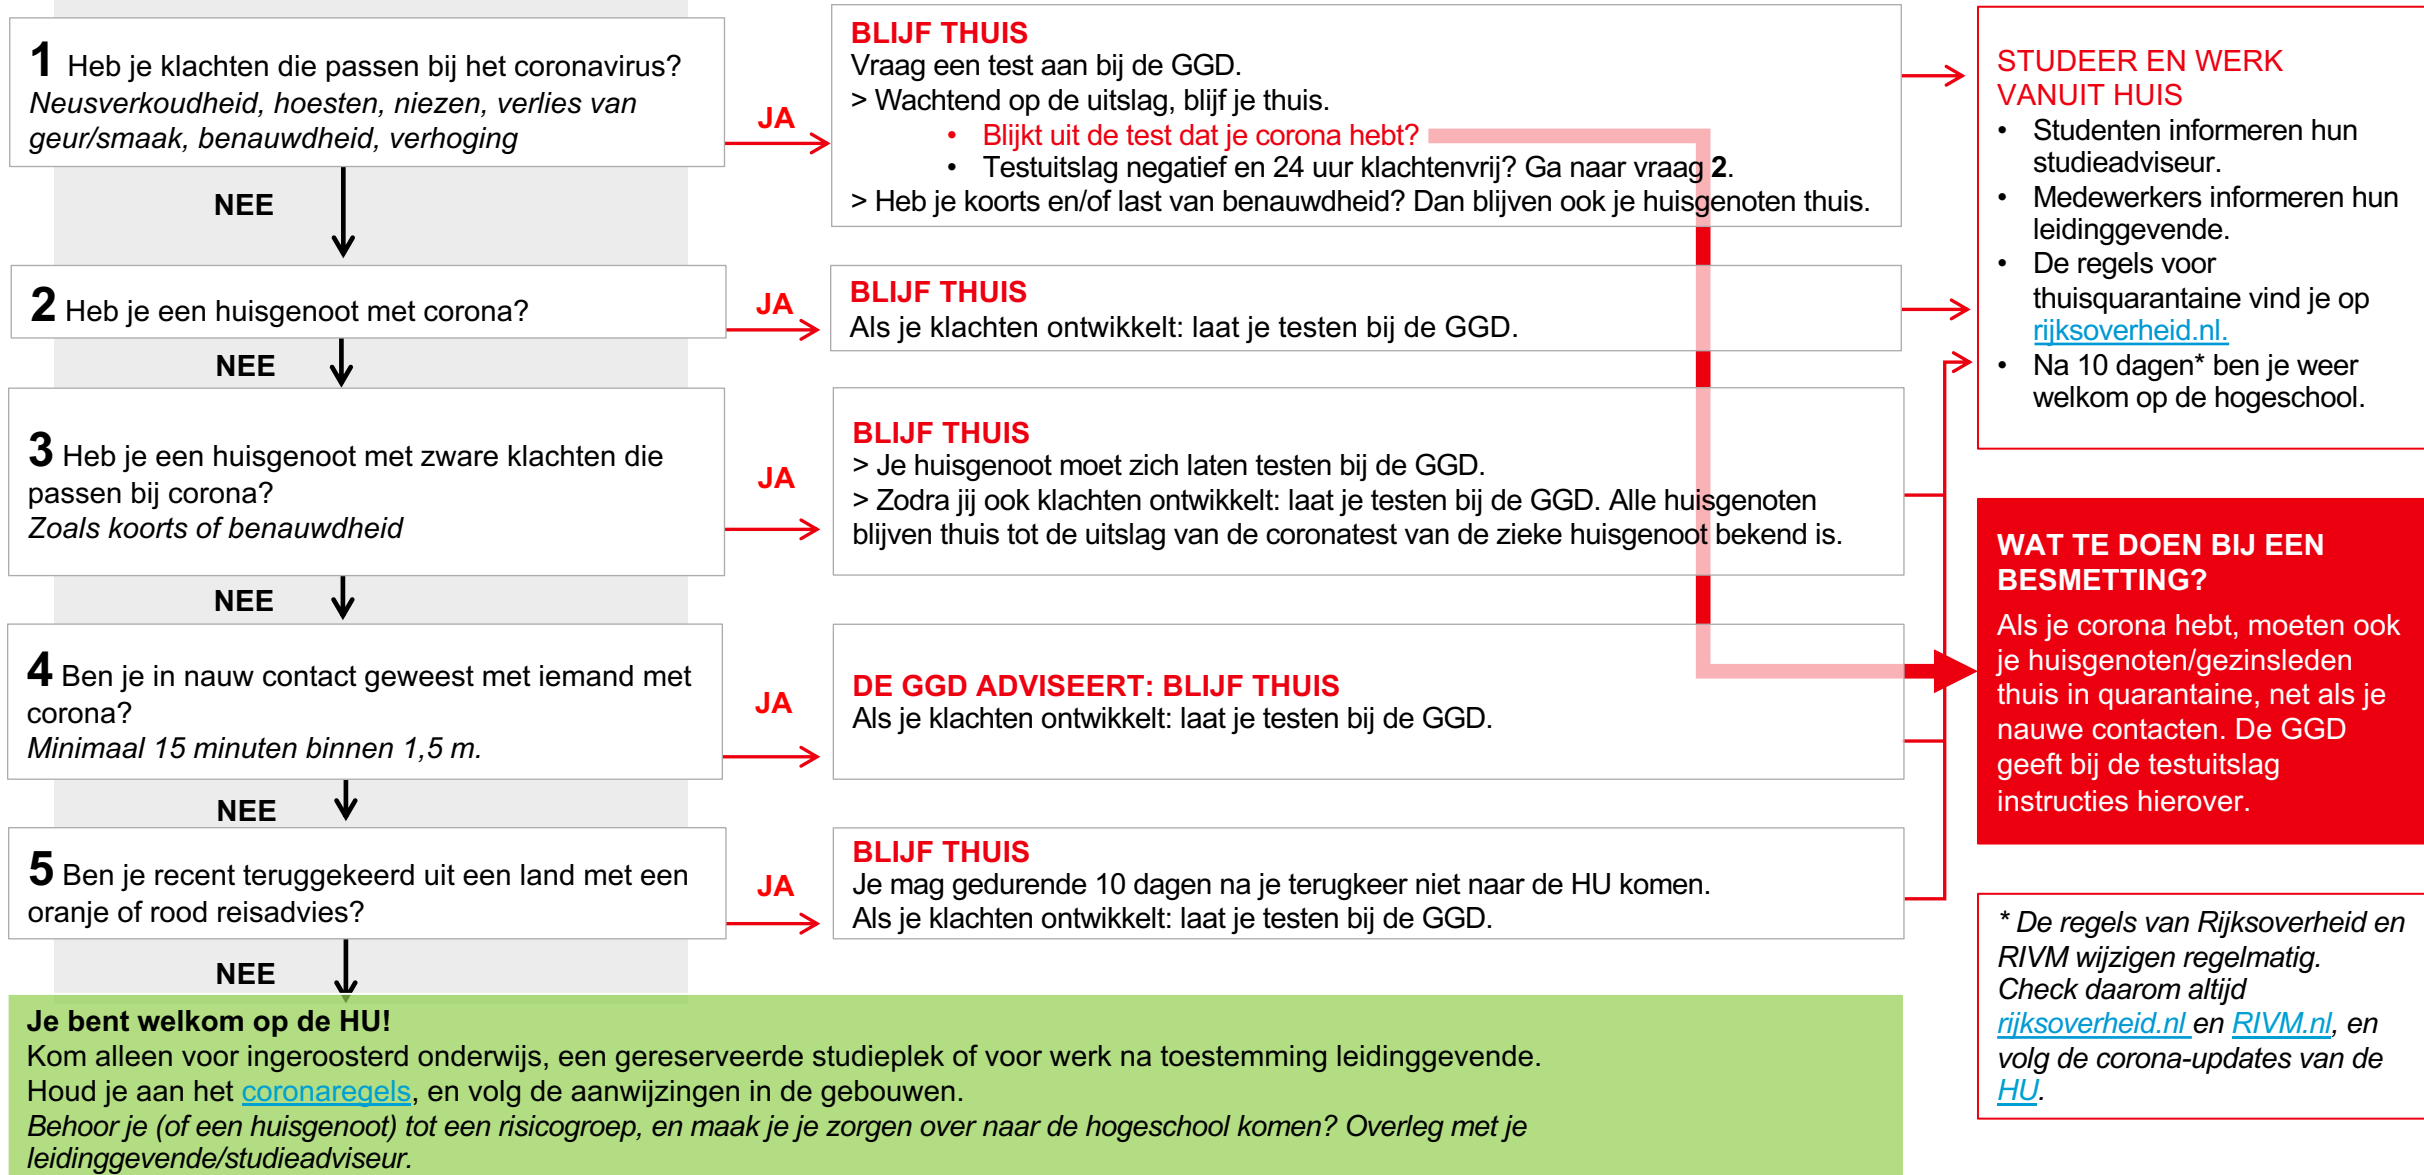 1 Heb je klachten die passen bij het coronavirus?
Neusverkoudheid, hoesten, niezen, verlies van
geur/smaak, benauwdheid, verhoging
JA
BLIJF THUIS
Vraag een test aan bij de GGD.
> Wachtend op de uitslag, blijf je thuis.
• Blijkt uit de test dat je corona hebt?
• Testuitslag negatief en 24 uur klachtenvrij? Ga naar vraag 2.
> Heb je koorts en/of last van benauwdheid? Dan blijven ook je huisgenoten thuis.
NEE
2 Heb je een huisgenoot met corona?
JA
BLIJF THUIS
Als je klachten ontwikkelt: laat je testen bij de GGD.
NEE
3 Heb je een huisgenoot met zware klachten die
passen bij corona?
Zoals koorts of benauwdheid
JA
BLIJF THUIS
> Je huisgenoot moet zich laten testen bij de GGD.
> Zodra jij ook klachten ontwikkelt: laat je testen bij de GGD. Alle huisgenoten
blijven thuis tot de uitslag van de coronatest van de zieke huisgenoot bekend is.
NEE
4 Ben je in nauw contact geweest met iemand met
corona?
Minimaal 15 minuten binnen 1,5 m.
JA
DE GGD ADVISEERT: BLIJF THUIS
Als je klachten ontwikkelt: laat je testen bij de GGD.
NEE
5 Ben je recent teruggekeerd uit een land met een
oranje of rood reisadvies?
JA
BLIJF THUIS
Je mag gedurende 10 dagen na je terugkeer niet naar de HU komen.
Als je klachten ontwikkelt: laat je testen bij de GGD.
NEE
Je bent welkom op de HU!
Kom alleen voor ingeroosterd onderwijs, een gereserveerde studieplek of voor werk na toestemming leidinggevende.
Houd je aan het coronaregels, en volg de aanwijzingen in de gebouwen.
Behoor je (of een huisgenoot) tot een risicogroep, en maak je je zorgen over naar de hogeschool komen? Overleg met je
leidinggevende/studieadviseur.
STUDEER EN WERK
VANUIT HUIS
• Studenten informeren hun
studieadviseur.
• Medewerkers informeren hun
leidinggevende.
• De regels voor
thuisquarantaine vind je op
rijksoverheid.nl.
• Na 10 dagen* ben je weer
welkom op de hogeschool.
WAT TE DOEN BIJ EEN
BESMETTING?
Als je corona hebt, moeten ook
je huisgenoten/gezinsleden
thuis in quarantaine, net als je
nauwe contacten. De GGD
geeft bij de testuitslag
instructies hierover.
* De regels van Rijksoverheid en
RIVM wijzigen regelmatig.
Check daarom altijd
rijksoverheid.nl en RIVM.nl, en
volg de corona-updates van de
HU.